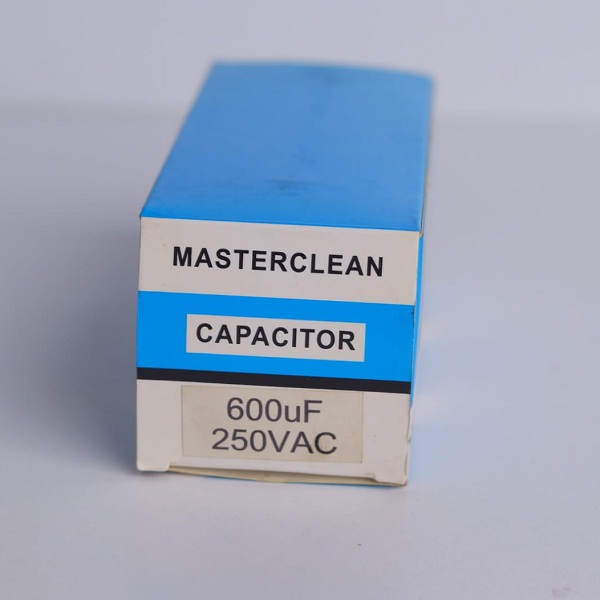 MASTERCLEAN
CAPACITOR
600uF
250VAC